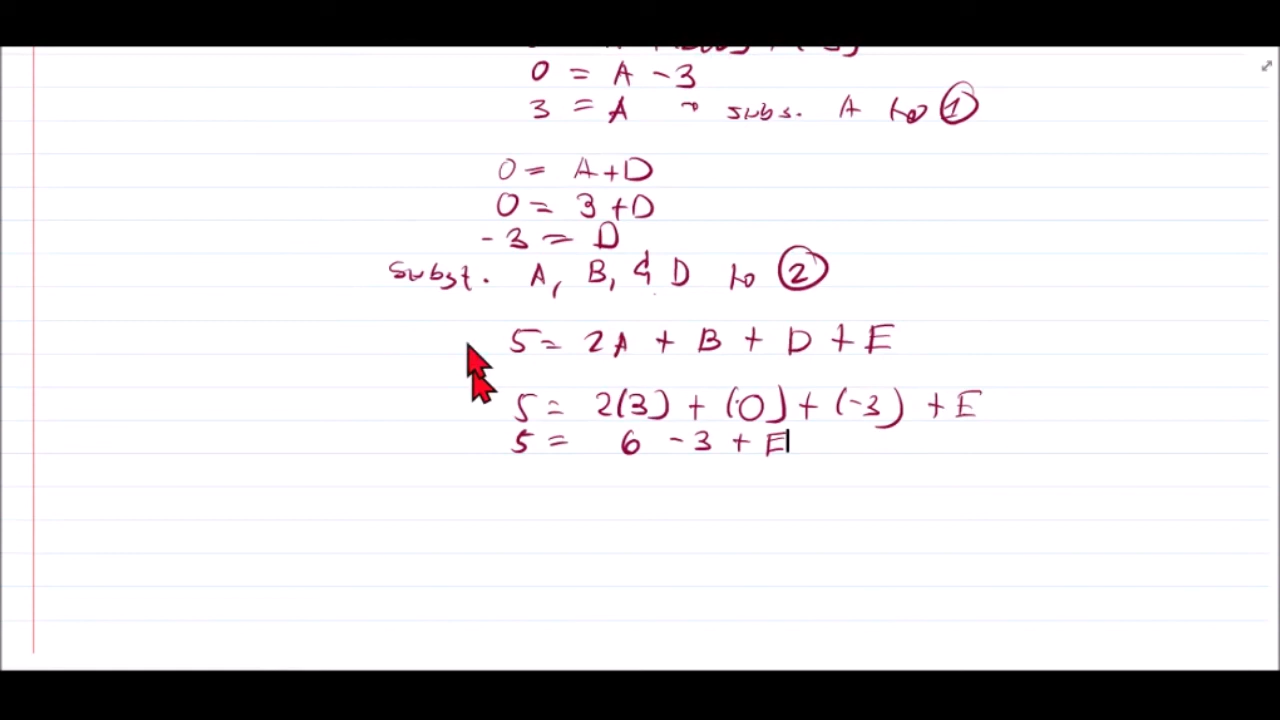 0 = A - 3
3 = A → subs. A to ①
0 = A + D
0 = 3 + D
-3 = D
Subst. A, B, & D to ②
5 = 2A + B + D + E
5 = 2(3) + (0) + (-3) + E
5 = 6 - 3 + E